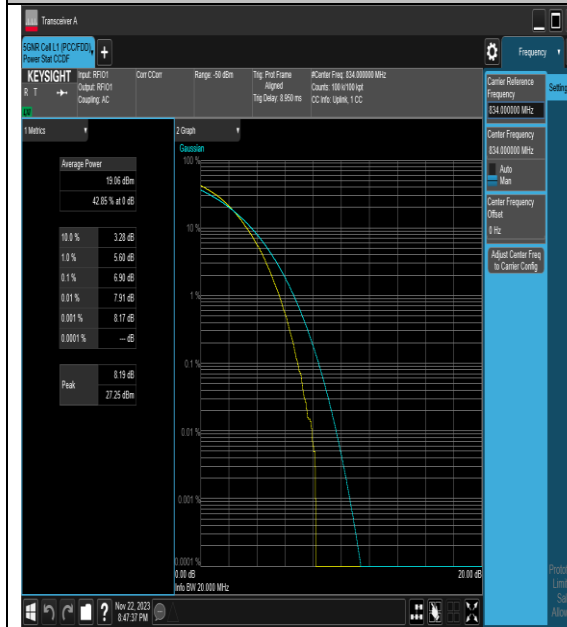 Transceiver A
5GNR Cell L1 (PCC/FDD),
Power Stat CCDF
Frequency
KEYSIGHT
R T
Input: RFIO1
Output: RFIO1
Coupling: AC
Corr CCorr
Range: -50 dBm
Trig: Prot Frame
Aligned
Trig Delay: 8.950 ms
#Center Freq: 834.000000 MHz
Counts: 100 k/100 kpt
CC Info: Uplink, 1 CC
Carrier Reference
Frequency
834.000000 MHz
Center Frequency
834.000000 MHz
Auto
Man
Center Frequency
Offset
0 Hz
Adjust Center Freq
to Carrier Config
1 Metrics
Average Power
19.06 dBm
42.85 % at 0 dB
10.0 % 3.28 dB
1.0 % 5.60 dB
0.1 % 6.90 dB
0.01 % 7.91 dB
0.001 % 8.17 dB
0.0001 % --- dB
Peak
8.19 dB
27.25 dBm
2 Graph
Gaussian
100 %
10 %
1 %
0.1 %
0.01 %
0.001 %
0.0001 %
0.00 dB 20.00 dB
Info BW 20.000 MHz
Nov 22, 2023
8:47:37 PM
?